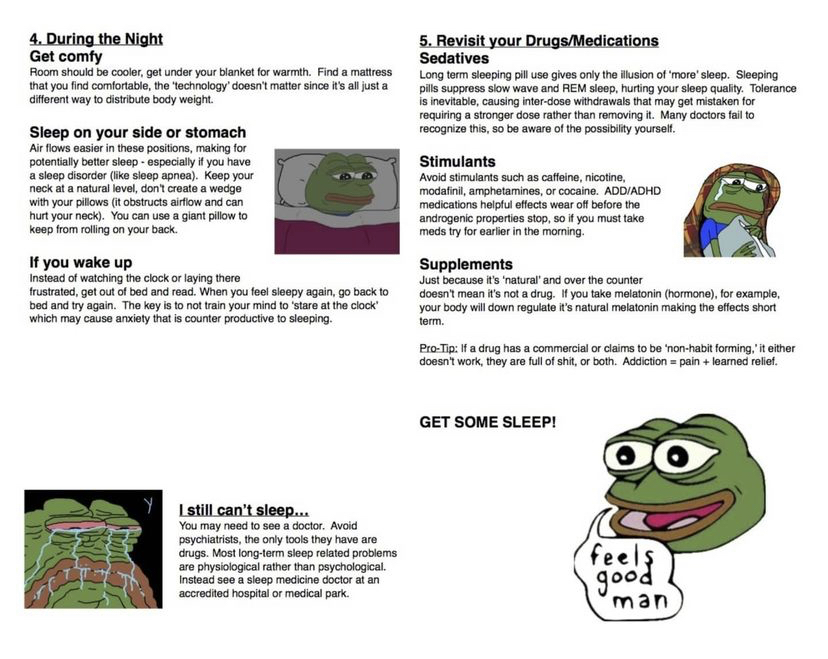 4. During the Night
Get comfy
Room should be cooler, get under your blanket for warmth.  Find a mattress
that you find comfortable, the ‘technology’ doesn’t matter since it’s all just a
different way to distribute body weight.
Sleep on your side or stomach
Air flows easier in these positions, making for
potentially better sleep - especially if you have
a sleep disorder (like sleep apnea).  Keep your
neck at a natural level, don’t create a wedge
with your pillows (it obstructs airflow and can
hurt your neck).  You can use a giant pillow to
keep from rolling on your back.
If you wake up
Instead of watching the clock or laying there
frustrated, get out of bed and read. When you feel sleepy again, go back to
bed and try again.  The key is to not train your mind to ‘stare at the clock’
which may cause anxiety that is counter productive to sleeping.
y
I still can’t sleep…
You may need to see a doctor.  Avoid
psychiatrists, the only tools they have are
drugs. Most long-term sleep related problems
are physiological rather than psychological.
Instead see a sleep medicine doctor at an
accredited hospital or medical park.
5. Revisit your Drugs/Medications
Sedatives
Long term sleeping pill use gives only the illusion of ‘more’ sleep.  Sleeping
pills suppress slow wave and REM sleep, hurting your sleep quality.  Tolerance
is inevitable, causing inter-dose withdrawals that may get mistaken for
requiring a stronger dose rather than removing it.  Many doctors fail to
recognize this, so be aware of the possibility yourself.
Stimulants
Avoid stimulants such as caffeine, nicotine,
modafinil, amphetamines, or cocaine.  ADD/ADHD
medications helpful effects wear off before the
androgenic properties stop, so if you must take
meds try for earlier in the morning.
Supplements
Just because it’s ‘natural’ and over the counter
doesn’t mean it’s not a drug.  If you take melatonin (hormone), for example,
your body will down regulate it’s natural melatonin making the effects short
term.
Pro-Tip: If a drug has a commercial or claims to be ‘non-habit forming,’ it either
doesn’t work, they are full of shit, or both.  Addiction = pain + learned relief.
GET SOME SLEEP!
feels
good
man